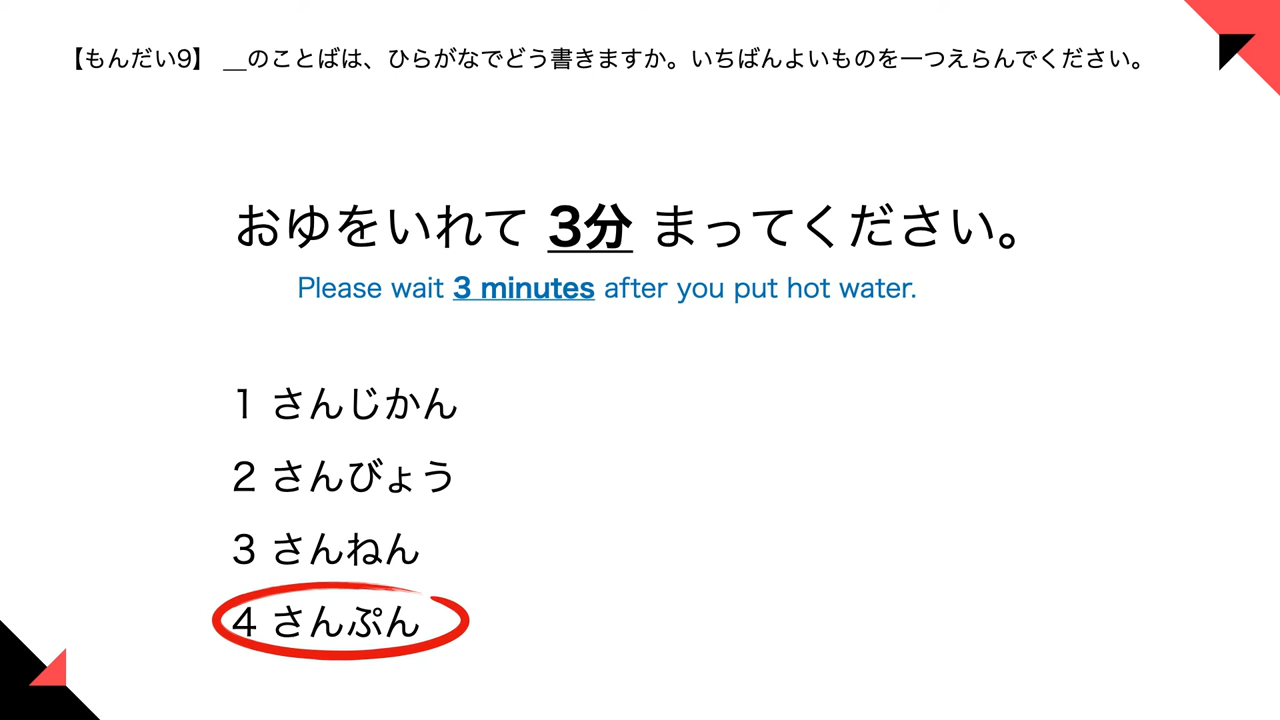 【もんだい9】 __のことばは、ひらがなでどう書きますか。いちばんよいものを一つえらんでください。
おゆをいれて 3分 まってください。
Please wait 3 minutes after you put hot water.
1 さんじかん
2 さんびょう
3 さんねん
4 さんぷん